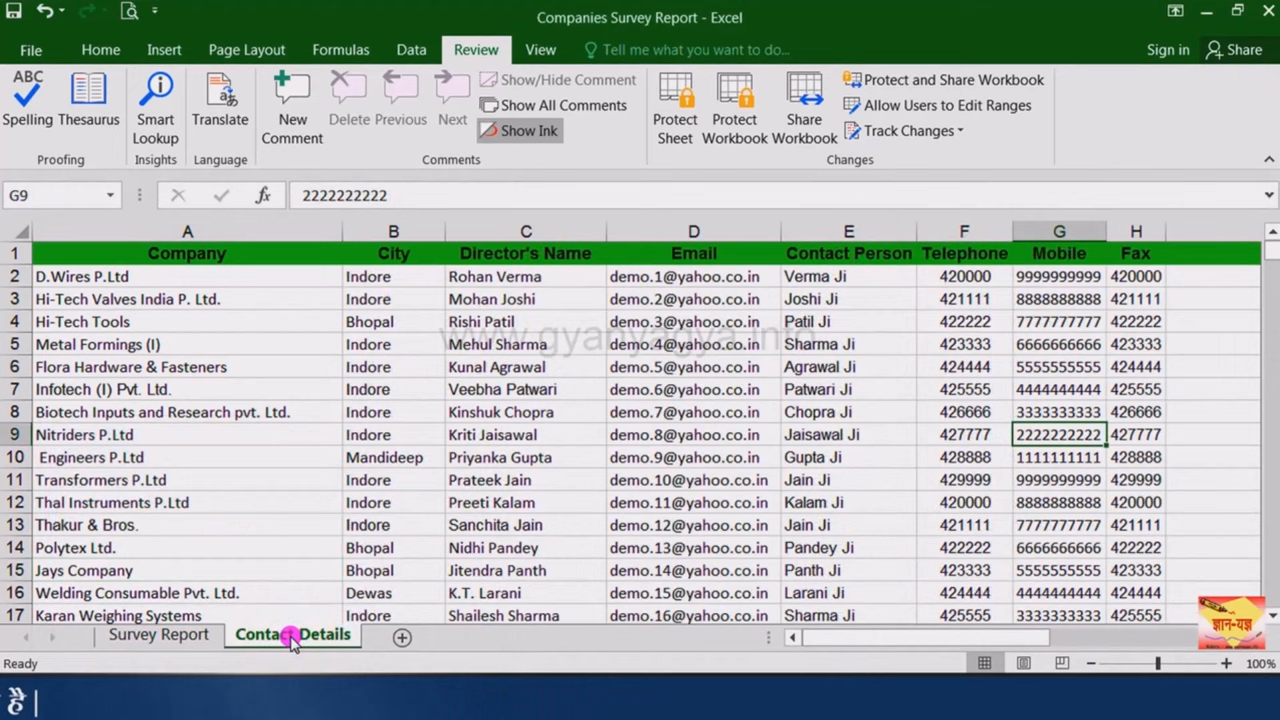 Companies Survey Report - Excel
File Home Insert Page Layout Formulas Data Review View Tell me what you want to do... Sign in Share
ABC Show/Hide Comment Protect and Share Workbook
Show All Comments Allow Users to Edit Ranges
Spelling Thesaurus Smart Lookup Translate New Comment Delete Previous Next Show Ink Protect Sheet Protect Workbook Share Workbook Track Changes
Proofing Insights Language Comments Changes
G9 fx 2222222222
A B C D E F G H
1 Company City Director's Name Email Contact Person Telephone Mobile Fax
2 D.Wires P.Ltd Indore Rohan Verma demo.1@yahoo.co.in Verma Ji 420000 9999999999 420000
3 Hi-Tech Valves India P. Ltd. Indore Mohan Joshi demo.2@yahoo.co.in Joshi Ji 421111 8888888888 421111
4 Hi-Tech Tools Bhopal Rishi Patil demo.3@yahoo.co.in Patil Ji 422222 7777777777 422222
www.gyanyagya.info
5 Metal Formings (I) Indore Mehul Sharma demo.4@yahoo.co.in Sharma Ji 423333 6666666666 423333
6 Flora Hardware & Fasteners Indore Kunal Agrawal demo.5@yahoo.co.in Agrawal Ji 424444 5555555555 424444
7 Infotech (I) Pvt. Ltd. Indore Veebha Patwari demo.6@yahoo.co.in Patwari Ji 425555 4444444444 425555
8 Biotech Inputs and Research pvt. Ltd. Indore Kinshuk Chopra demo.7@yahoo.co.in Chopra Ji 426666 3333333333 426666
9 Nitriders P.Ltd Indore Kriti Jaisawal demo.8@yahoo.co.in Jaisawal Ji 427777 2222222222 427777
10 Engineers P.Ltd Mandideep Priyanka Gupta demo.9@yahoo.co.in Gupta Ji 428888 1111111111 428888
11 Transformers P.Ltd Indore Prateek Jain demo.10@yahoo.co.in Jain Ji 429999 9999999999 429999
12 Thal Instruments P.Ltd Indore Preeti Kalam demo.11@yahoo.co.in Kalam Ji 420000 8888888888 420000
13 Thakur & Bros. Indore Sanchita Jain demo.12@yahoo.co.in Jain Ji 421111 7777777777 421111
14 Polytex Ltd. Bhopal Nidhi Pandey demo.13@yahoo.co.in Pandey Ji 422222 6666666666 422222
15 Jays Company Bhopal Jitendra Panth demo.14@yahoo.co.in Panth Ji 423333 5555555555 423333
16 Welding Consumable Pvt. Ltd. Dewas K.T. Larani demo.15@yahoo.co.in Larani Ji 424444 4444444444 424444
17 Karan Weighing Systems Indore Shailesh Sharma demo.16@yahoo.co.in Sharma Ji 425555 3333333333 425555
Survey Report Contact Details
ज्ञान-यज्ञ
Ready 100%
है |